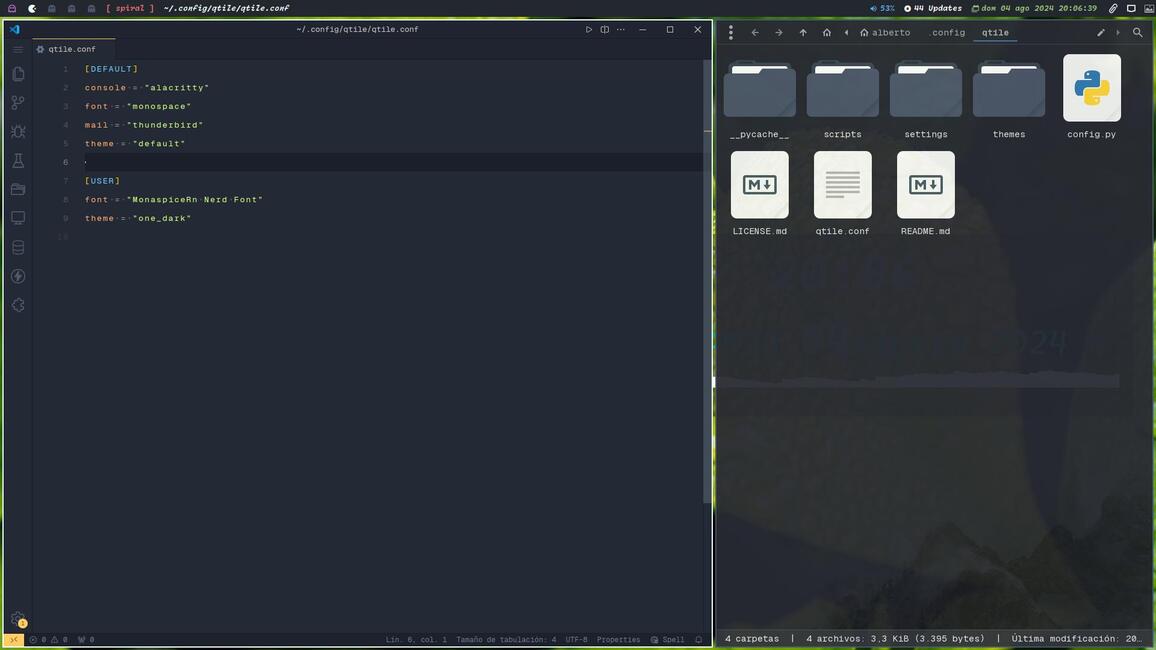 [ spiral ] ~/.config/qtile/qtile.conf
53% 44 Updates dom 04 ago 2024 20:06:39
~/.config/qtile/qtile.conf
qtile.conf
1 [DEFAULT]
2 console = "alacritty"
3 font = "monospace"
4 mail = "thunderbird"
5 theme = "default"
6
7 [USER]
8 font = "MonaspiceRn Nerd Font"
9 theme = "one_dark"
10
1
0 0 0 Lín. 6, col. 1 Tamaño de tabulación: 4 UTF-8 Properties Spell
alberto .config qtile
__pycache__ scripts settings themes config.py
LICENSE.md qtile.conf README.md
20:06
2024
4 carpetas | 4 archivos: 3,3 KiB (3.395 bytes) | Última modificación: 20…